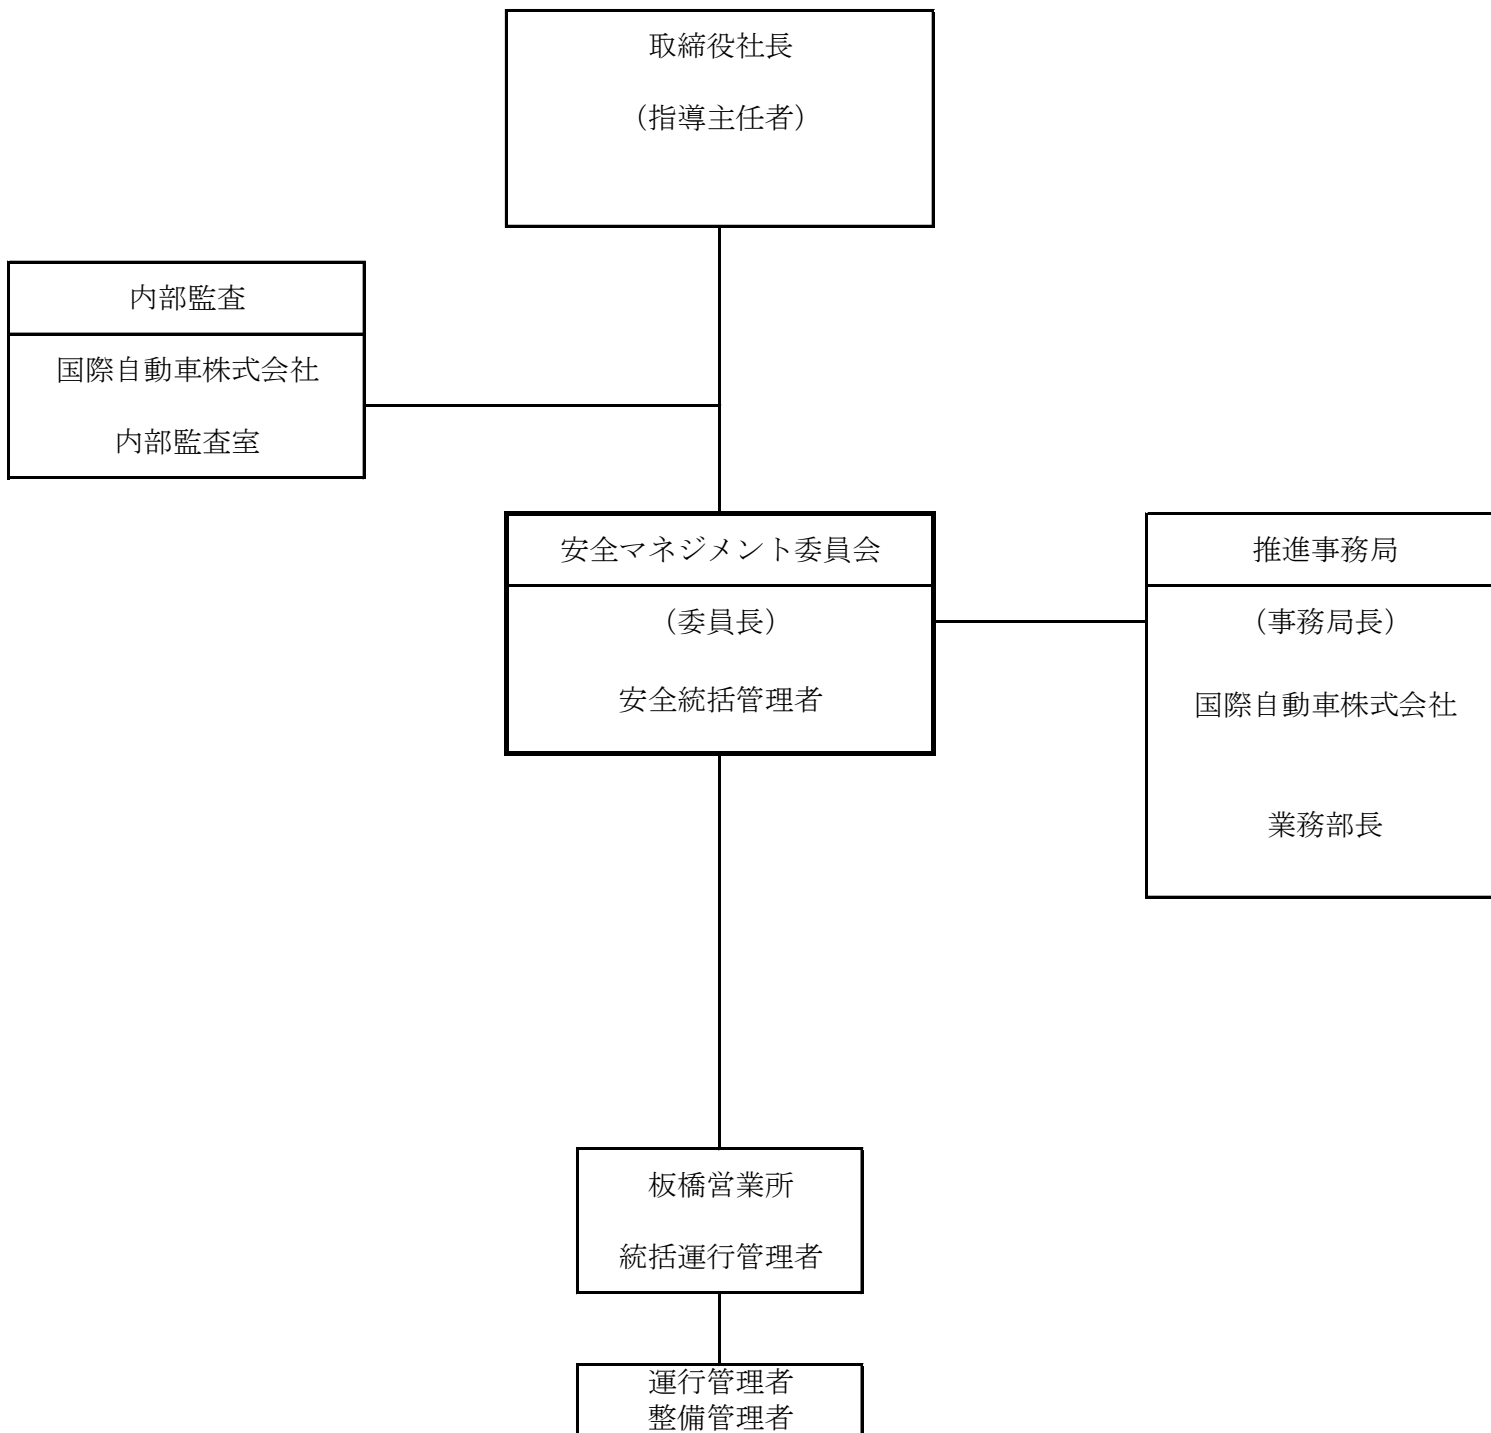 取締役社長
（指導主任者）
内部監査
国際自動車株式会社
内部監査室
安全マネジメント委員会
（委員長）
安全統括管理者
推進事務局
（事務局長）
国際自動車株式会社
業務部長
板橋営業所
統括運行管理者
運行管理者
整備管理者